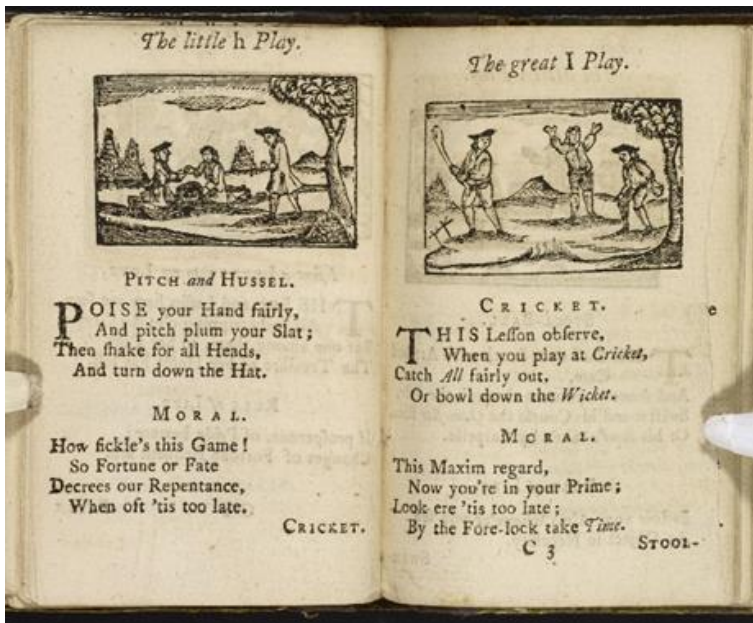 The little h Play.
PITCH and HUSSEL.
POISE your Hand fairly,
And pitch plum your Slat;
Then ſhake for all Heads,
And turn down the Hat.
MORAL.
How fickle's this Game!
So Fortune or Fate
Decrees our Repentance,
When oft 'tis too late.
CRICKET.
The great I Play.
CRICKET.
THIS Leſſon obſerve,
When you play at Cricket,
Catch All fairly out,
Or bowl down the Wicket.
MORAL.
This Maxim regard,
Now you're in your Prime;
Look ere 'tis too late;
By the Fore-lock take Time.
C 3
STOOL-